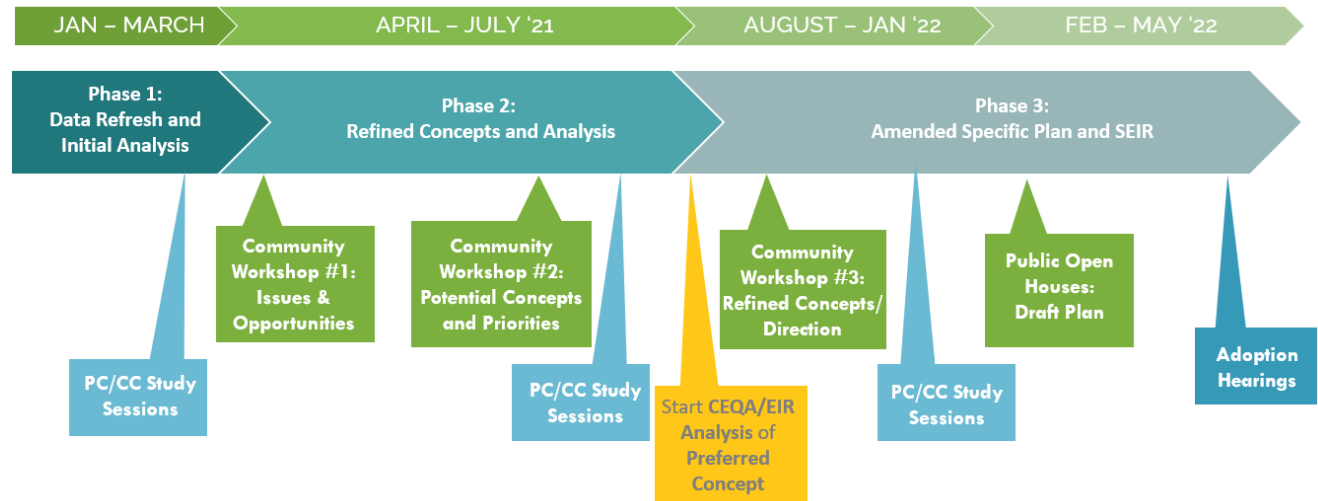 JAN – MARCH
APRIL – JULY ‘21
AUGUST – JAN ‘22
FEB – MAY ‘22
Phase 1:
Data Refresh and
Initial Analysis
Phase 2:
Refined Concepts and Analysis
Phase 3:
Amended Specific Plan and SEIR
PC/CC Study
Sessions
Community
Workshop #1:
Issues &
Opportunities
Community
Workshop #2:
Potential Concepts
and Priorities
PC/CC Study
Sessions
Start CEQA/EIR
Analysis of
Preferred
Concept
Community
Workshop #3:
Refined Concepts/
Direction
PC/CC Study
Sessions
Public Open
Houses:
Draft Plan
Adoption
Hearings